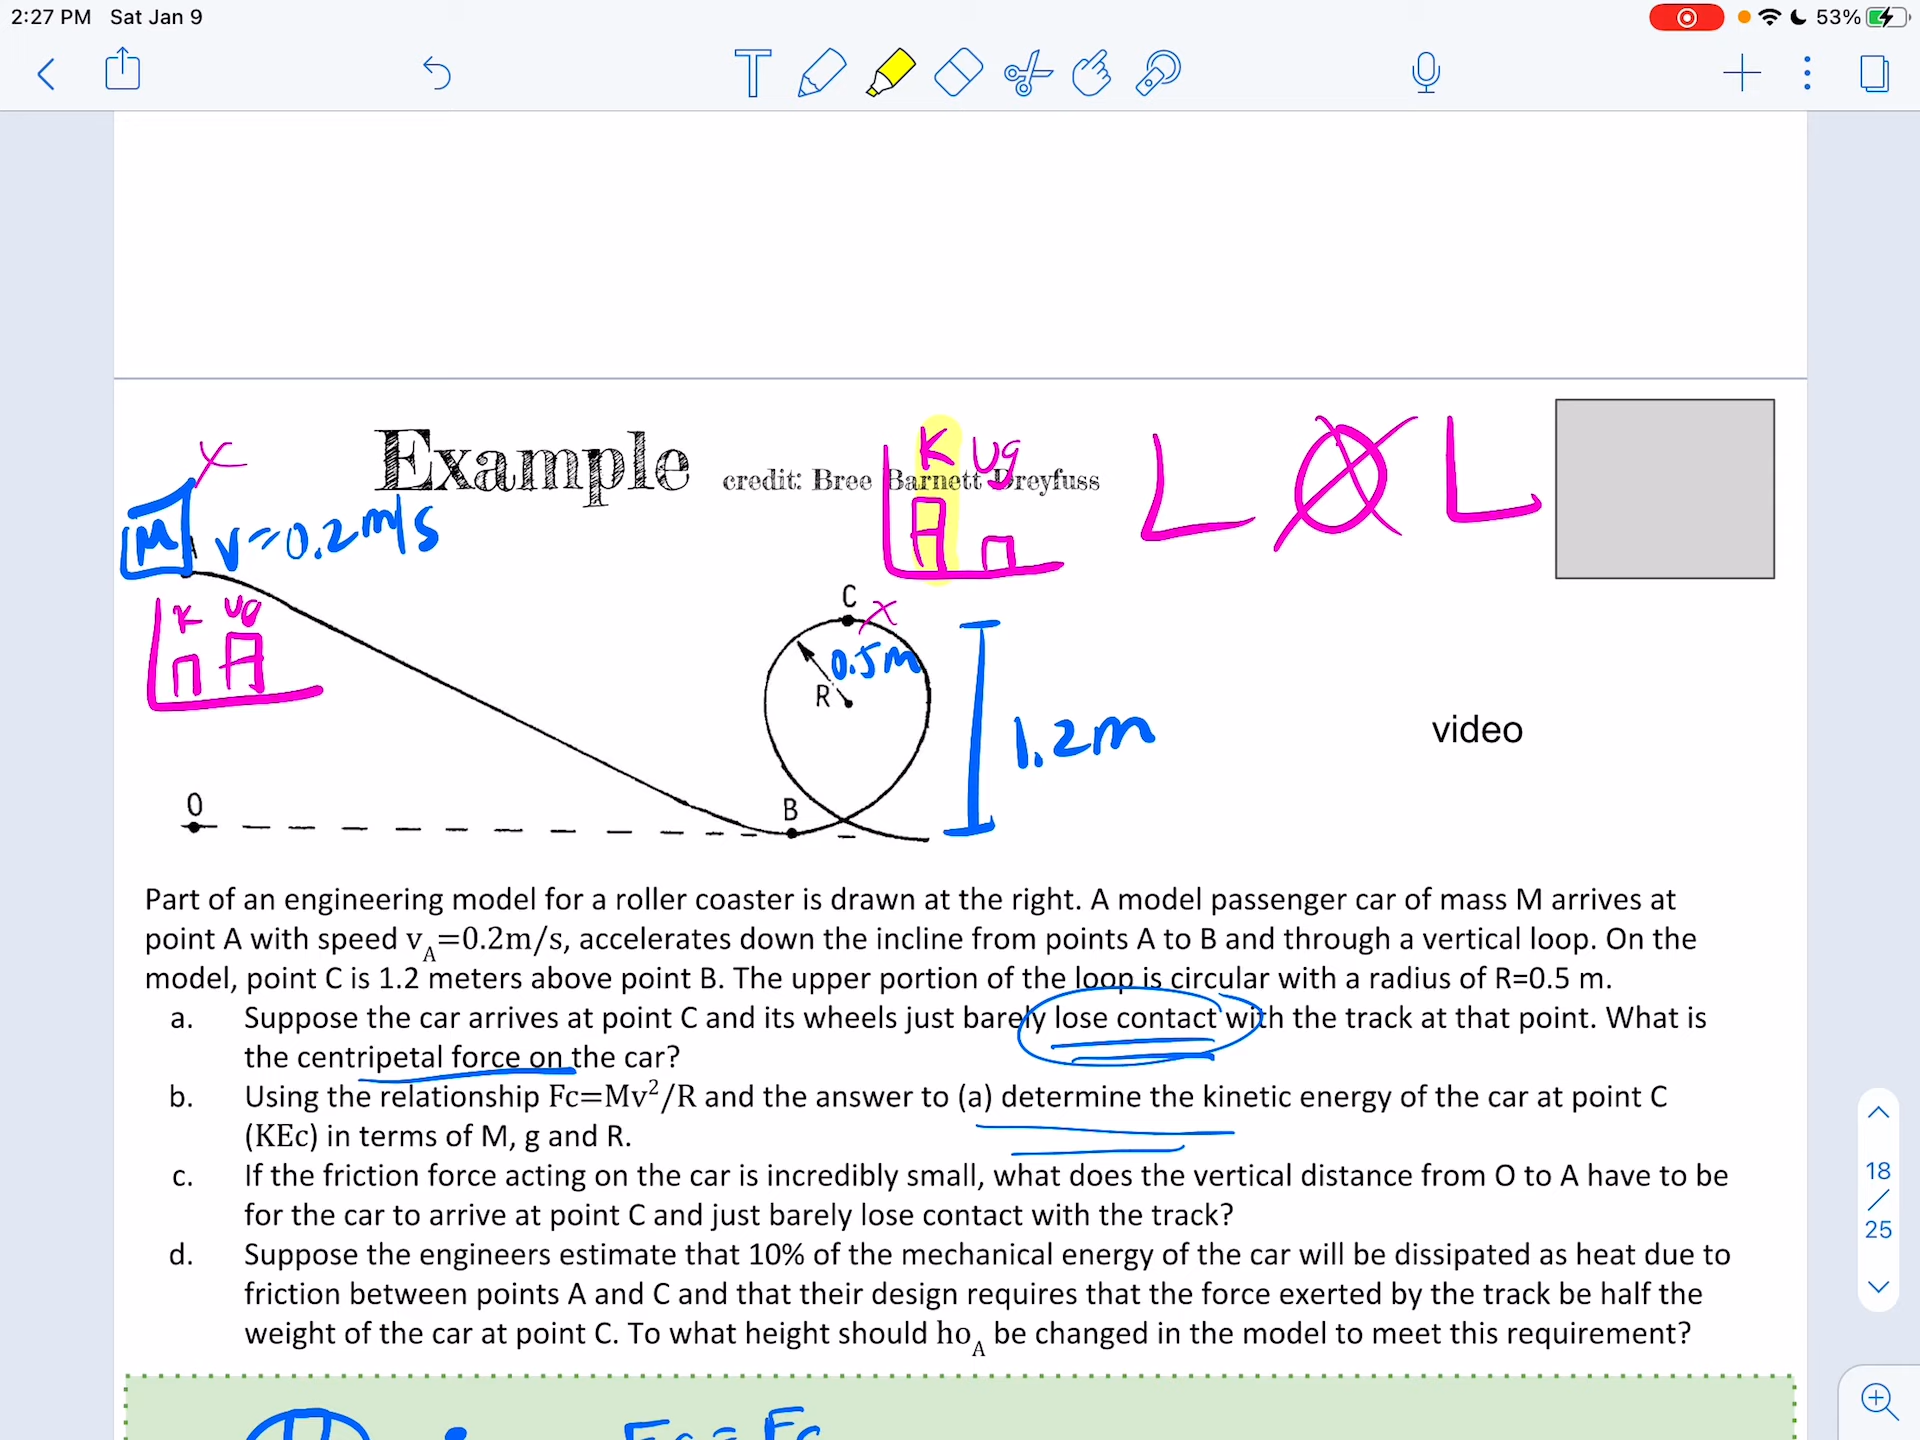 2:27 PM Sat Jan 9
53%
T
Example credit: Bree Barnett Dreyfuss
K Ug
L O L
X
M
A
v=0.2m/s
K Ug
C
X
0.5m
R
1.2m
video
O
B
Part of an engineering model for a roller coaster is drawn at the right. A model passenger car of mass M arrives at
point A with speed v_A=0.2m/s, accelerates down the incline from points A to B and through a vertical loop. On the
model, point C is 1.2 meters above point B. The upper portion of the loop is circular with a radius of R=0.5 m.
a. Suppose the car arrives at point C and its wheels just barely lose contact with the track at that point. What is
the centripetal force on the car?
b. Using the relationship Fc=Mv²/R and the answer to (a) determine the kinetic energy of the car at point C
(KEc) in terms of M, g and R.
c. If the friction force acting on the car is incredibly small, what does the vertical distance from O to A have to be
for the car to arrive at point C and just barely lose contact with the track?
d. Suppose the engineers estimate that 10% of the mechanical energy of the car will be dissipated as heat due to
friction between points A and C and that their design requires that the force exerted by the track be half the
weight of the car at point C. To what height should ho_A be changed in the model to meet this requirement?
18
/
25